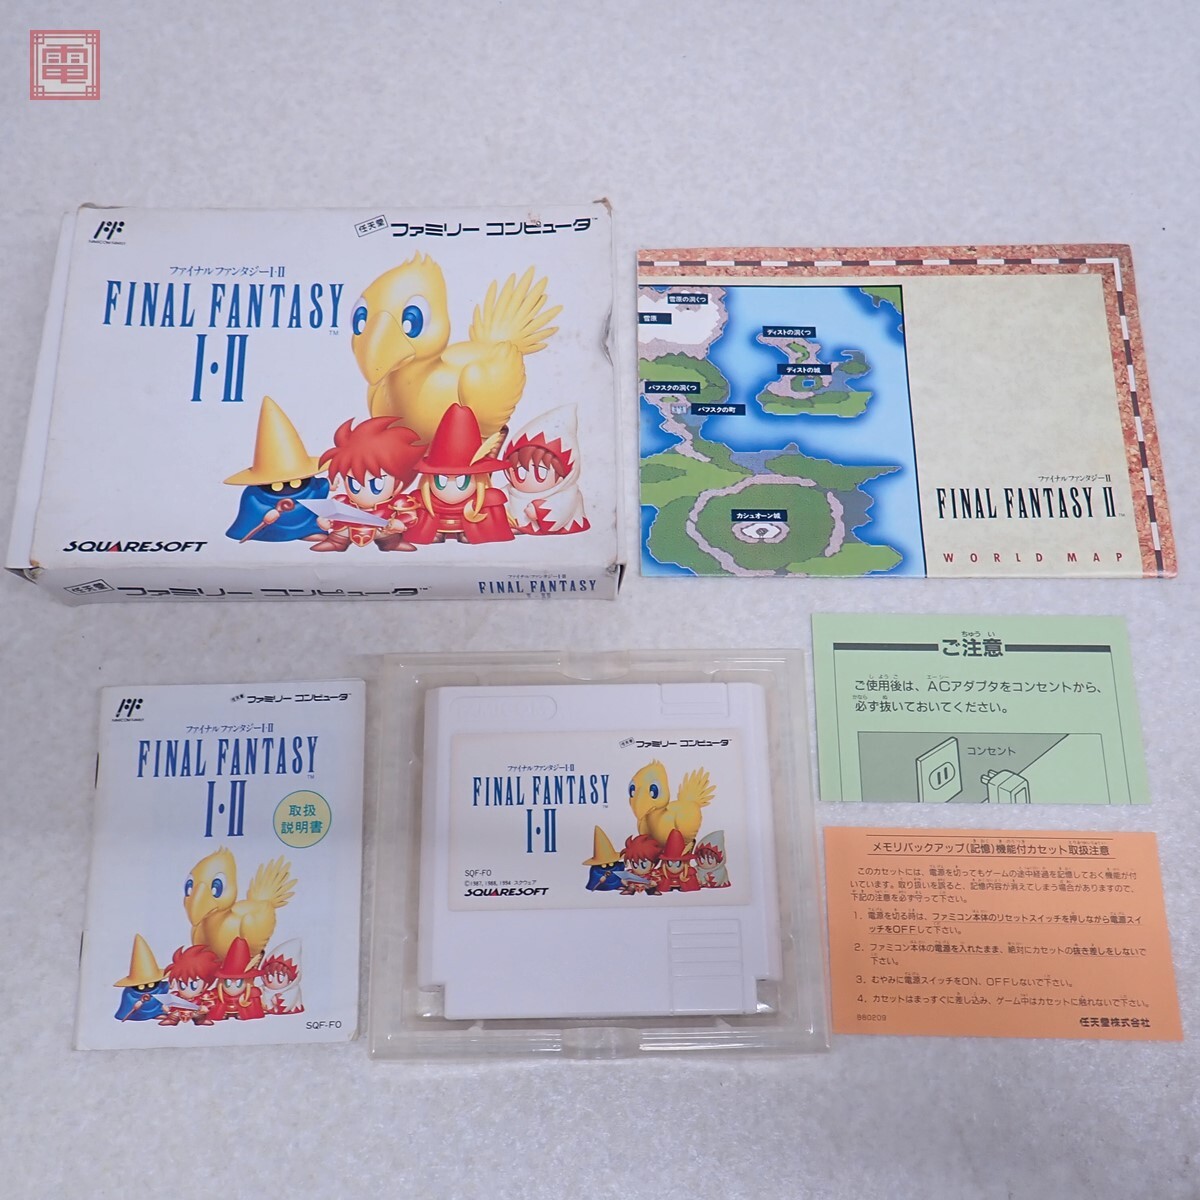 電
FF
任天堂 ファミリー コンピュータ™
ファイナルファンタジーI・II
FINAL FANTASY™
I・II
SQUARESOFT
任天堂 ファミリー コンピュータ™
ファイナルファンタジーI・II
FINAL FANTASY
I・II
雪原の洞くつ
雪原
ディストの洞くつ
ディストの城
バフスクの洞くつ
バフスクの町
カシュオーン城
ファイナルファンタジーII
FINAL FANTASY II™
WORLD MAP
FF
任天堂 ファミリー コンピュータ™
ファイナルファンタジーI・II
FINAL FANTASY™
I・II
取扱
説明書
SQF-FO
任天堂 ファミリー コンピュータ™
ファイナルファンタジーI・II
FINAL FANTASY™
I・II
SQF-FO
©1987, 1988, 1994 スクウェア
SQUARESOFT
ご注意
ご使用後は、ACアダプタをコンセントから、
必ず抜いておいてください。
コンセント
メモリバックアップ(記憶)機能付カセット取扱注意
このカセットには、電源を切ってもゲームの途中経過を記憶しておく機能が付
いています。取り扱いを誤ると、記憶内容が消えてしまう場合がありますので、
下記の注意を必ず守って下さい。
1. 電源を切る時は、ファミコン本体のリセットスイッチを押しながら電源スイ
ッチをOFFして下さい。
2. ファミコン本体の電源を入れたまま、絶対にカセットの抜き差しをしないで
下さい。
3. むやみに電源スイッチをON、OFFしないで下さい。
4. カセットはまっすぐに差し込み、ゲーム中はカセットに触れないで下さい。
880209
任天堂株式会社